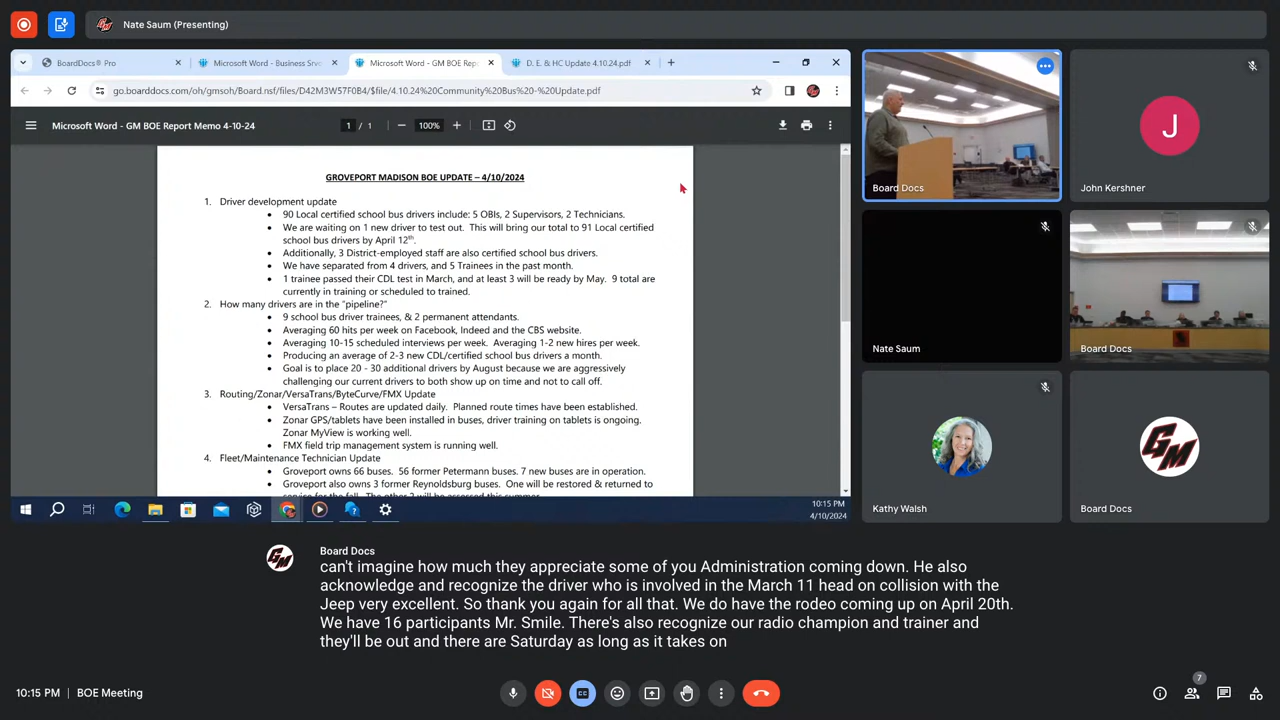 Nate Saum (Presenting)
BoardDocs® Pro
Microsoft Word - Business Srv
Microsoft Word - GM BOE Rep
D. E. & HC Update 4.10.24.pdf
go.boarddocs.com/oh/gmsoh/Board.nsf/files/D42M3W57F0B4/$file/4.10.24%20Community%20Bus%20-%20Update.pdf
Microsoft Word - GM BOE Report Memo 4-10-24
1 / 1
100%
GROVEPORT MADISON BOE UPDATE – 4/10/2024
1. Driver development update
• 90 Local certified school bus drivers include: 5 OBIs, 2 Supervisors, 2 Technicians.
• We are waiting on 1 new driver to test out. This will bring our total to 91 Local certified
school bus drivers by April 12th.
• Additionally, 3 District-employed staff are also certified school bus drivers.
• We have separated from 4 drivers, and 5 Trainees in the past month.
• 1 trainee passed their CDL test in March, and at least 3 will be ready by May. 9 total are
currently in training or scheduled to trained.
2. How many drivers are in the “pipeline?”
• 9 school bus driver trainees, & 2 permanent attendants.
• Averaging 60 hits per week on Facebook, Indeed and the CBS website.
• Averaging 10-15 scheduled interviews per week. Averaging 1-2 new hires per week.
• Producing an average of 2-3 new CDL/certified school bus drivers a month.
• Goal is to place 20 - 30 additional drivers by August because we are aggressively
challenging our current drivers to both show up on time and not to call off.
3. Routing/Zonar/VersaTrans/ByteCurve/FMX Update
• VersaTrans – Routes are updated daily. Planned route times have been established.
• Zonar GPS/tablets have been installed in buses, driver training on tablets is ongoing.
Zonar MyView is working well.
• FMX field trip management system is running well.
4. Fleet/Maintenance Technician Update
• Groveport owns 66 buses. 56 former Petermann buses. 7 new buses are in operation.
• Groveport also owns 3 former Reynoldsburg buses. One will be restored & returned to
service for the fall. The other 2 will be assessed this summer.
10:15 PM
4/10/2024
Board Docs
J
John Kershner
Nate Saum
Board Docs
Kathy Walsh
GM
Board Docs
Board Docs
can't imagine how much they appreciate some of you Administration coming down. He also
acknowledge and recognize the driver who is involved in the March 11 head on collision with the
Jeep very excellent. So thank you again for all that. We do have the rodeo coming up on April 20th.
We have 16 participants Mr. Smile. There's also recognize our radio champion and trainer and
they'll be out and there are Saturday as long as it takes on
10:15 PM | BOE Meeting
7